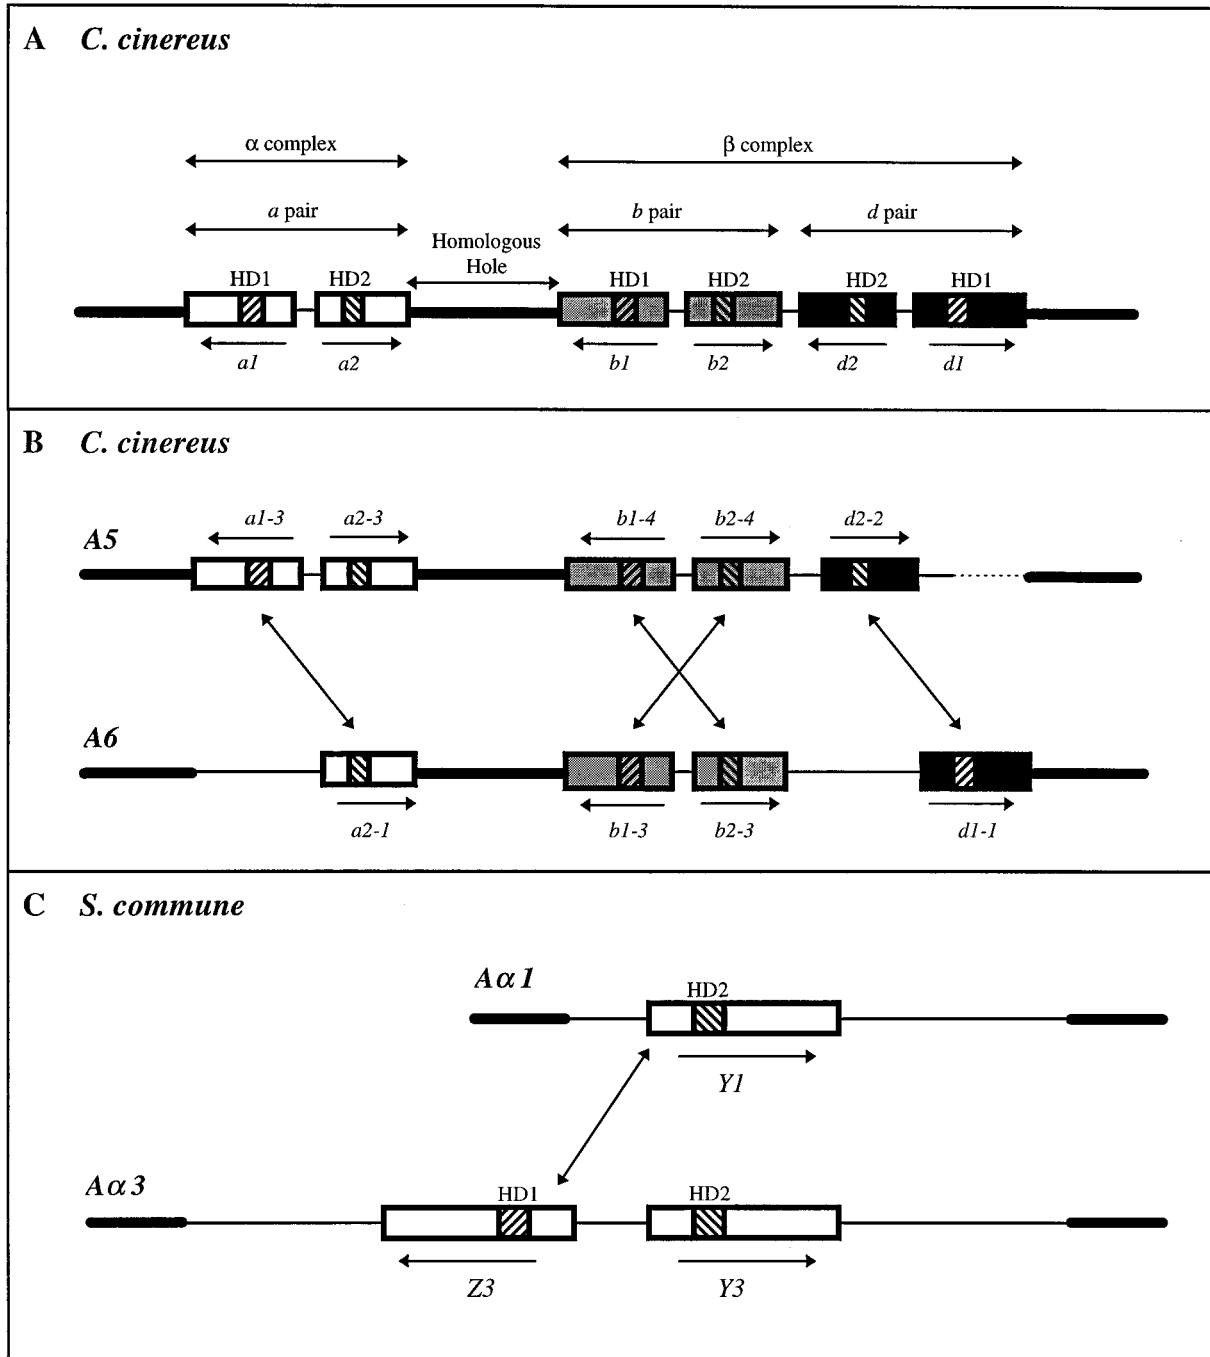 A C. cinereus
α complex
β complex
a pair
b pair
d pair
Homologous
Hole
HD1
HD2
HD1
HD2
HD2
HD1
a1
a2
b1
b2
d2
d1
B C. cinereus
a1-3
a2-3
b1-4
b2-4
d2-2
A5
A6
a2-1
b1-3
b2-3
d1-1
C S. commune
Aα1
HD2
Y1
Aα3
HD1
HD2
Z3
Y3